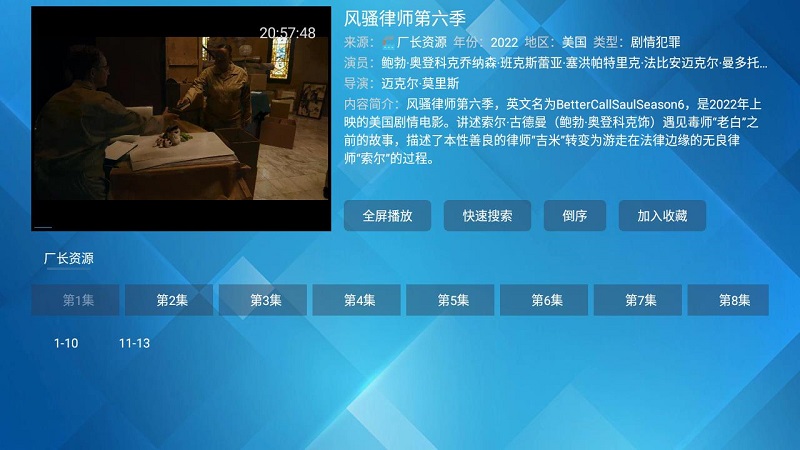 20:57:48
风骚律师第六季
来源：厂长资源 年份：2022 地区：美国 类型：剧情犯罪
演员：鲍勃·奥登科克乔纳森·班克斯蕾亚·塞洪帕特里克·法比安迈克尔·曼多托...
导演：迈克尔·莫里斯
内容简介：风骚律师第六季，英文名为BetterCallSaulSeason6，是2022年上
映的美国剧情电影。讲述索尔·古德曼（鲍勃·奥登科克饰）遇见毒师“老白”之
前的故事，描述了本性善良的律师“吉米”转变为游走在法律边缘的无良律
师“索尔”的过程。
全屏播放 快速搜索 倒序 加入收藏
厂长资源
第1集 第2集 第3集 第4集 第5集 第6集 第7集 第8集
1-10 11-13